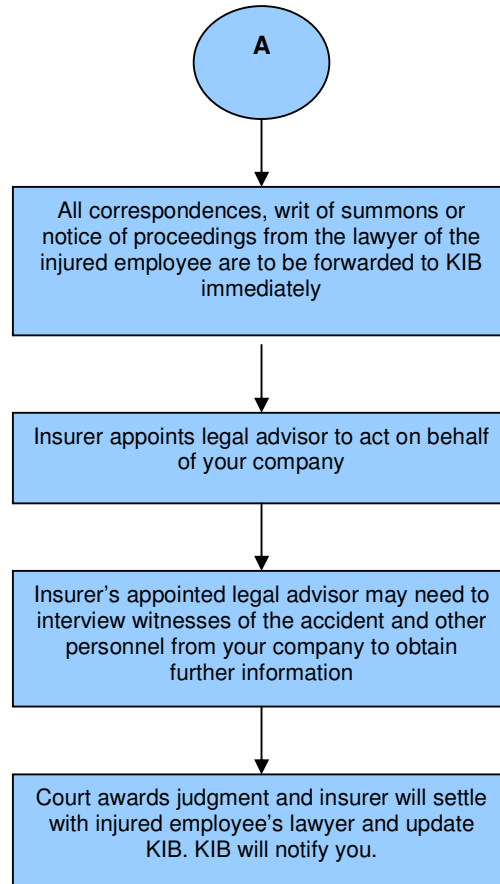 A
All correspondences, writ of summons or
notice of proceedings from the lawyer of the
injured employee are to be forwarded to KIB
immediately
Insurer appoints legal advisor to act on behalf
of your company
Insurer’s appointed legal advisor may need to
interview witnesses of the accident and other
personnel from your company to obtain
further information
Court awards judgment and insurer will settle
with injured employee’s lawyer and update
KIB. KIB will notify you.